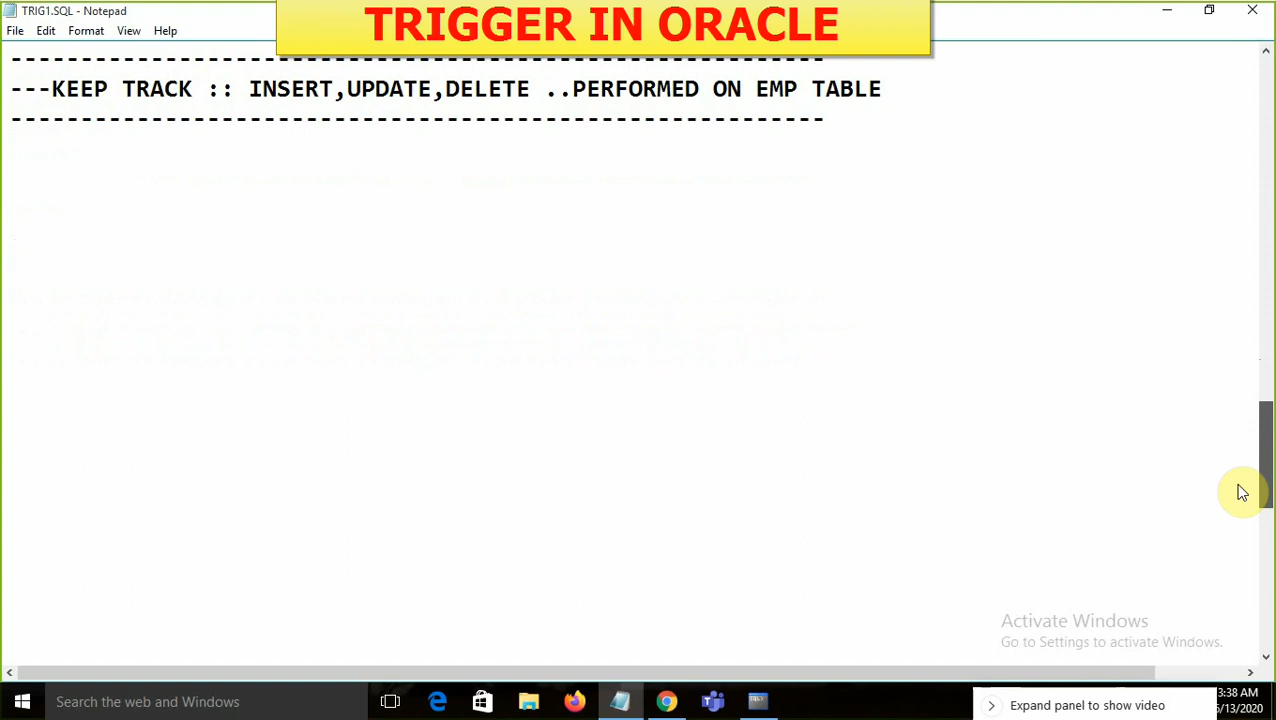 TRIG1.SQL - Notepad
TRIGGER IN ORACLE
File Edit Format View Help
----------------------------------------------------------
---KEEP TRACK :: INSERT,UPDATE,DELETE ..PERFORMED ON EMP TABLE
----------------------------------------------------------
Activate Windows
Go to Settings to activate Windows.
Search the web and Windows
Expand panel to show video
3:38 AM
/13/2020